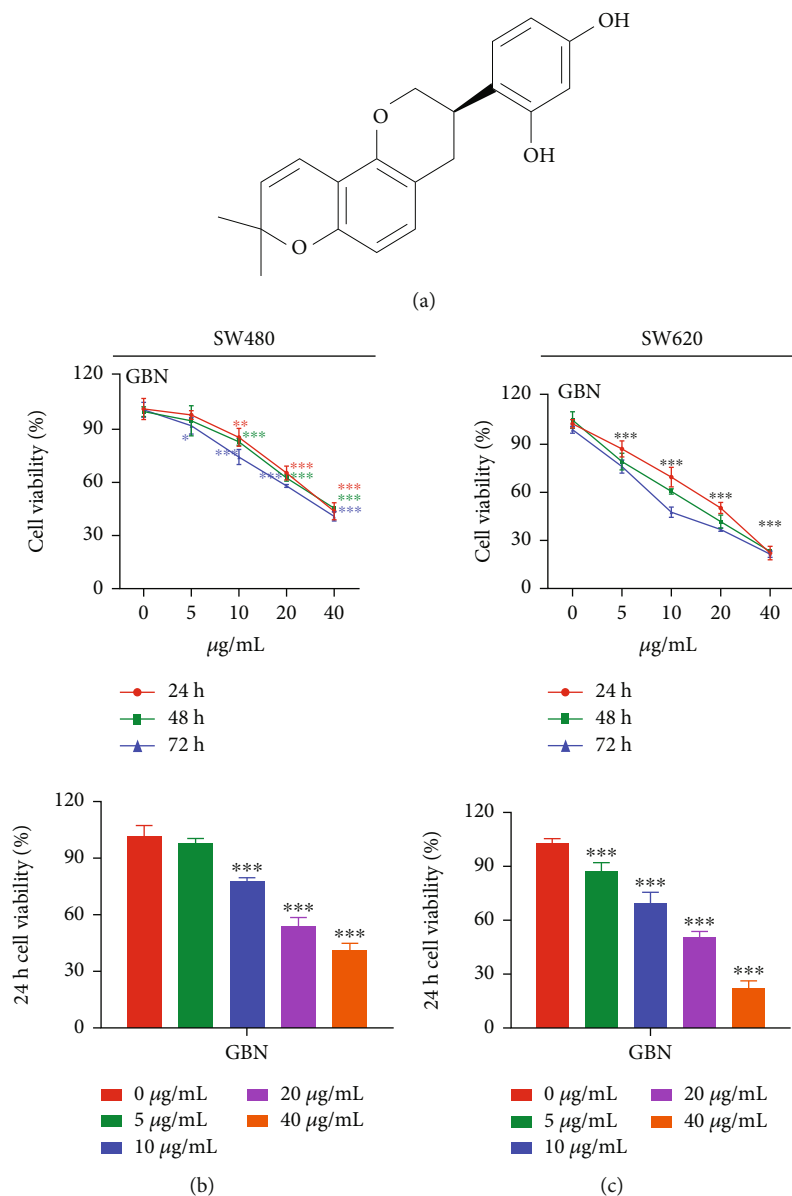 OH
O
OH
O
(a)
SW480
GBN
Cell viability (%)
120
90
60
30
0
*
***
**
***
***
***
***
***
***
***
0 5 10 20 40
μg/mL
24 h
48 h
72 h
24 h cell viability (%)
120
90
60
30
0
***
***
***
GBN
0 μg/mL
5 μg/mL
10 μg/mL
20 μg/mL
40 μg/mL
(b)
SW620
GBN
Cell viability (%)
120
90
60
30
0
***
***
***
***
0 5 10 20 40
μg/mL
24 h
48 h
72 h
24 h cell viability (%)
120
90
60
30
0
***
***
***
***
GBN
0 μg/mL
5 μg/mL
10 μg/mL
20 μg/mL
40 μg/mL
(c)